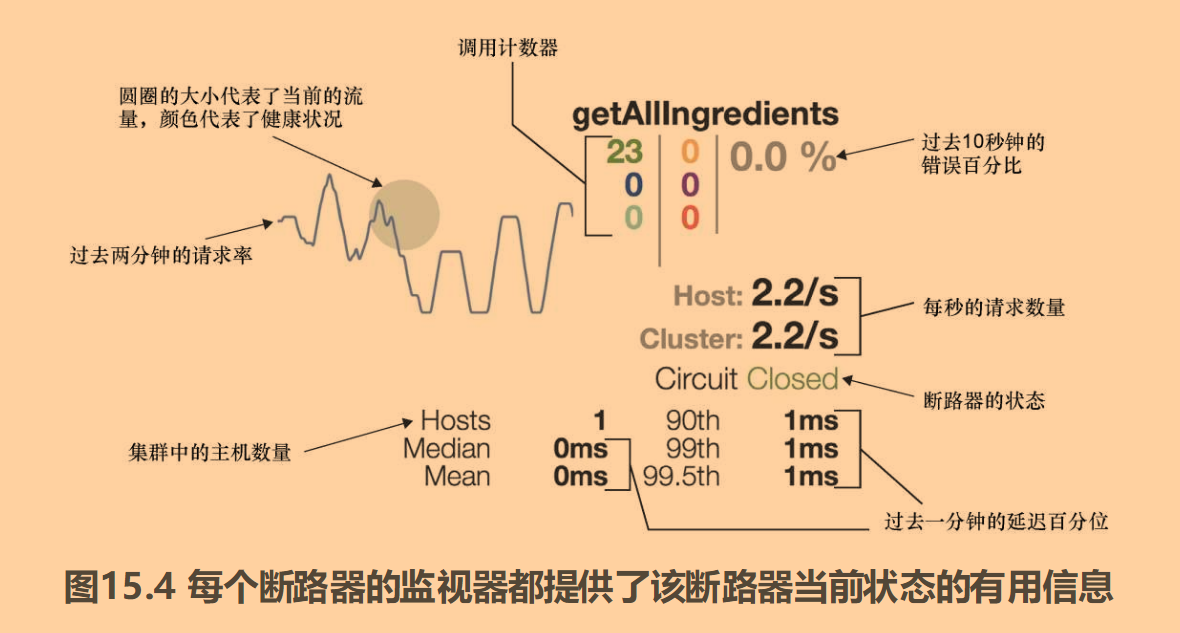 调用计数器
圆圈的大小代表了当前的流
量，颜色代表了健康状况
getAllIngredients
23 0 0.0 %
0 0
0 0
过去10秒钟的
错误百分比
过去两分钟的请求率
Host: 2.2/s
Cluster: 2.2/s
每秒的请求数量
Circuit Closed
断路器的状态
Hosts 1 90th 1ms
Median 0ms 99th 1ms
Mean 0ms 99.5th 1ms
集群中的主机数量
过去一分钟的延迟百分位
图15.4 每个断路器的监视器都提供了该断路器当前状态的有用信息